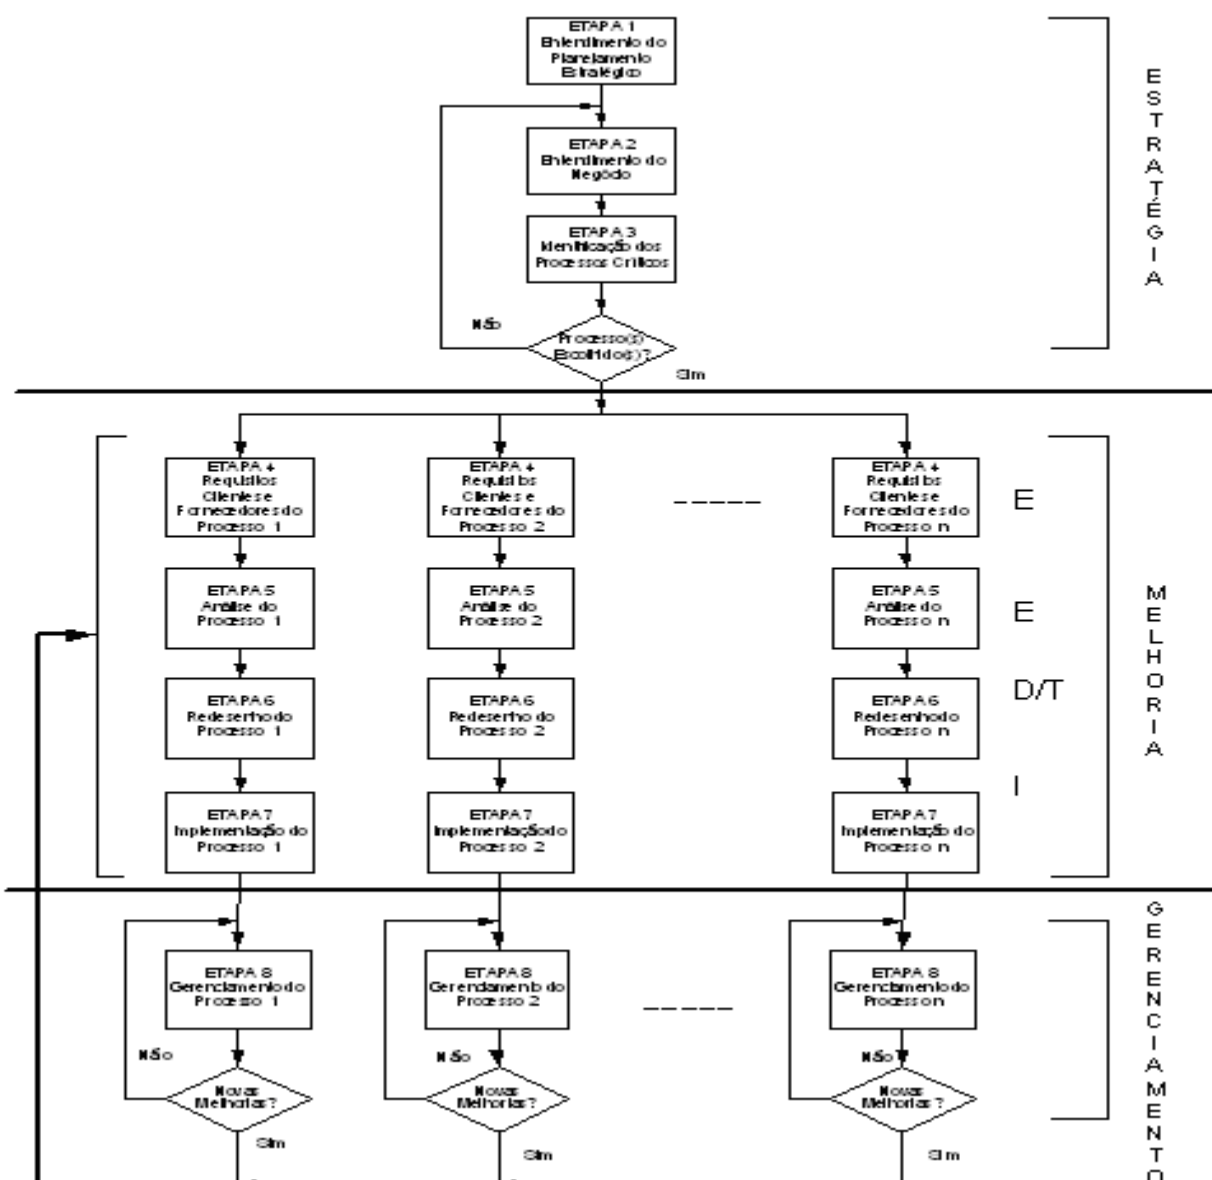 ETAPA 1
Entendimento do
Planejamento
Estratégico
ETAPA 2
Entendimento do
Negócio
ETAPA 3
Identificação dos
Processos Críticos
Não
Processo(s)
Escolhido(s)?
Sim
ESTRATÉGIA
ETAPA 4
Requisitos
Clientes e
Fornecedores do
Processo 1
ETAPA 4
Requisitos
Clientes e
Fornecedores do
Processo 2
-----
ETAPA 4
Requisitos
Clientes e
Fornecedores do
Processo n
E
ETAPA 5
Análise do
Processo 1
ETAPA 5
Análise do
Processo 2
ETAPA 5
Análise do
Processo n
E
ETAPA 6
Redesenho do
Processo 1
ETAPA 6
Redesenho do
Processo 2
ETAPA 6
Redesenho do
Processo n
D/T
ETAPA 7
Implementação do
Processo 1
ETAPA 7
Implementação do
Processo 2
ETAPA 7
Implementação do
Processo n
I
MELHORIA
ETAPA 8
Gerenciamento do
Processo 1
ETAPA 8
Gerenciamento do
Processo 2
-----
ETAPA 8
Gerenciamento do
Processo n
Não
Não
Não
Novas
Melhorias?
Novas
Melhorias?
Novas
Melhorias?
Sim
Sim
Sim
GERENCIAMENTO